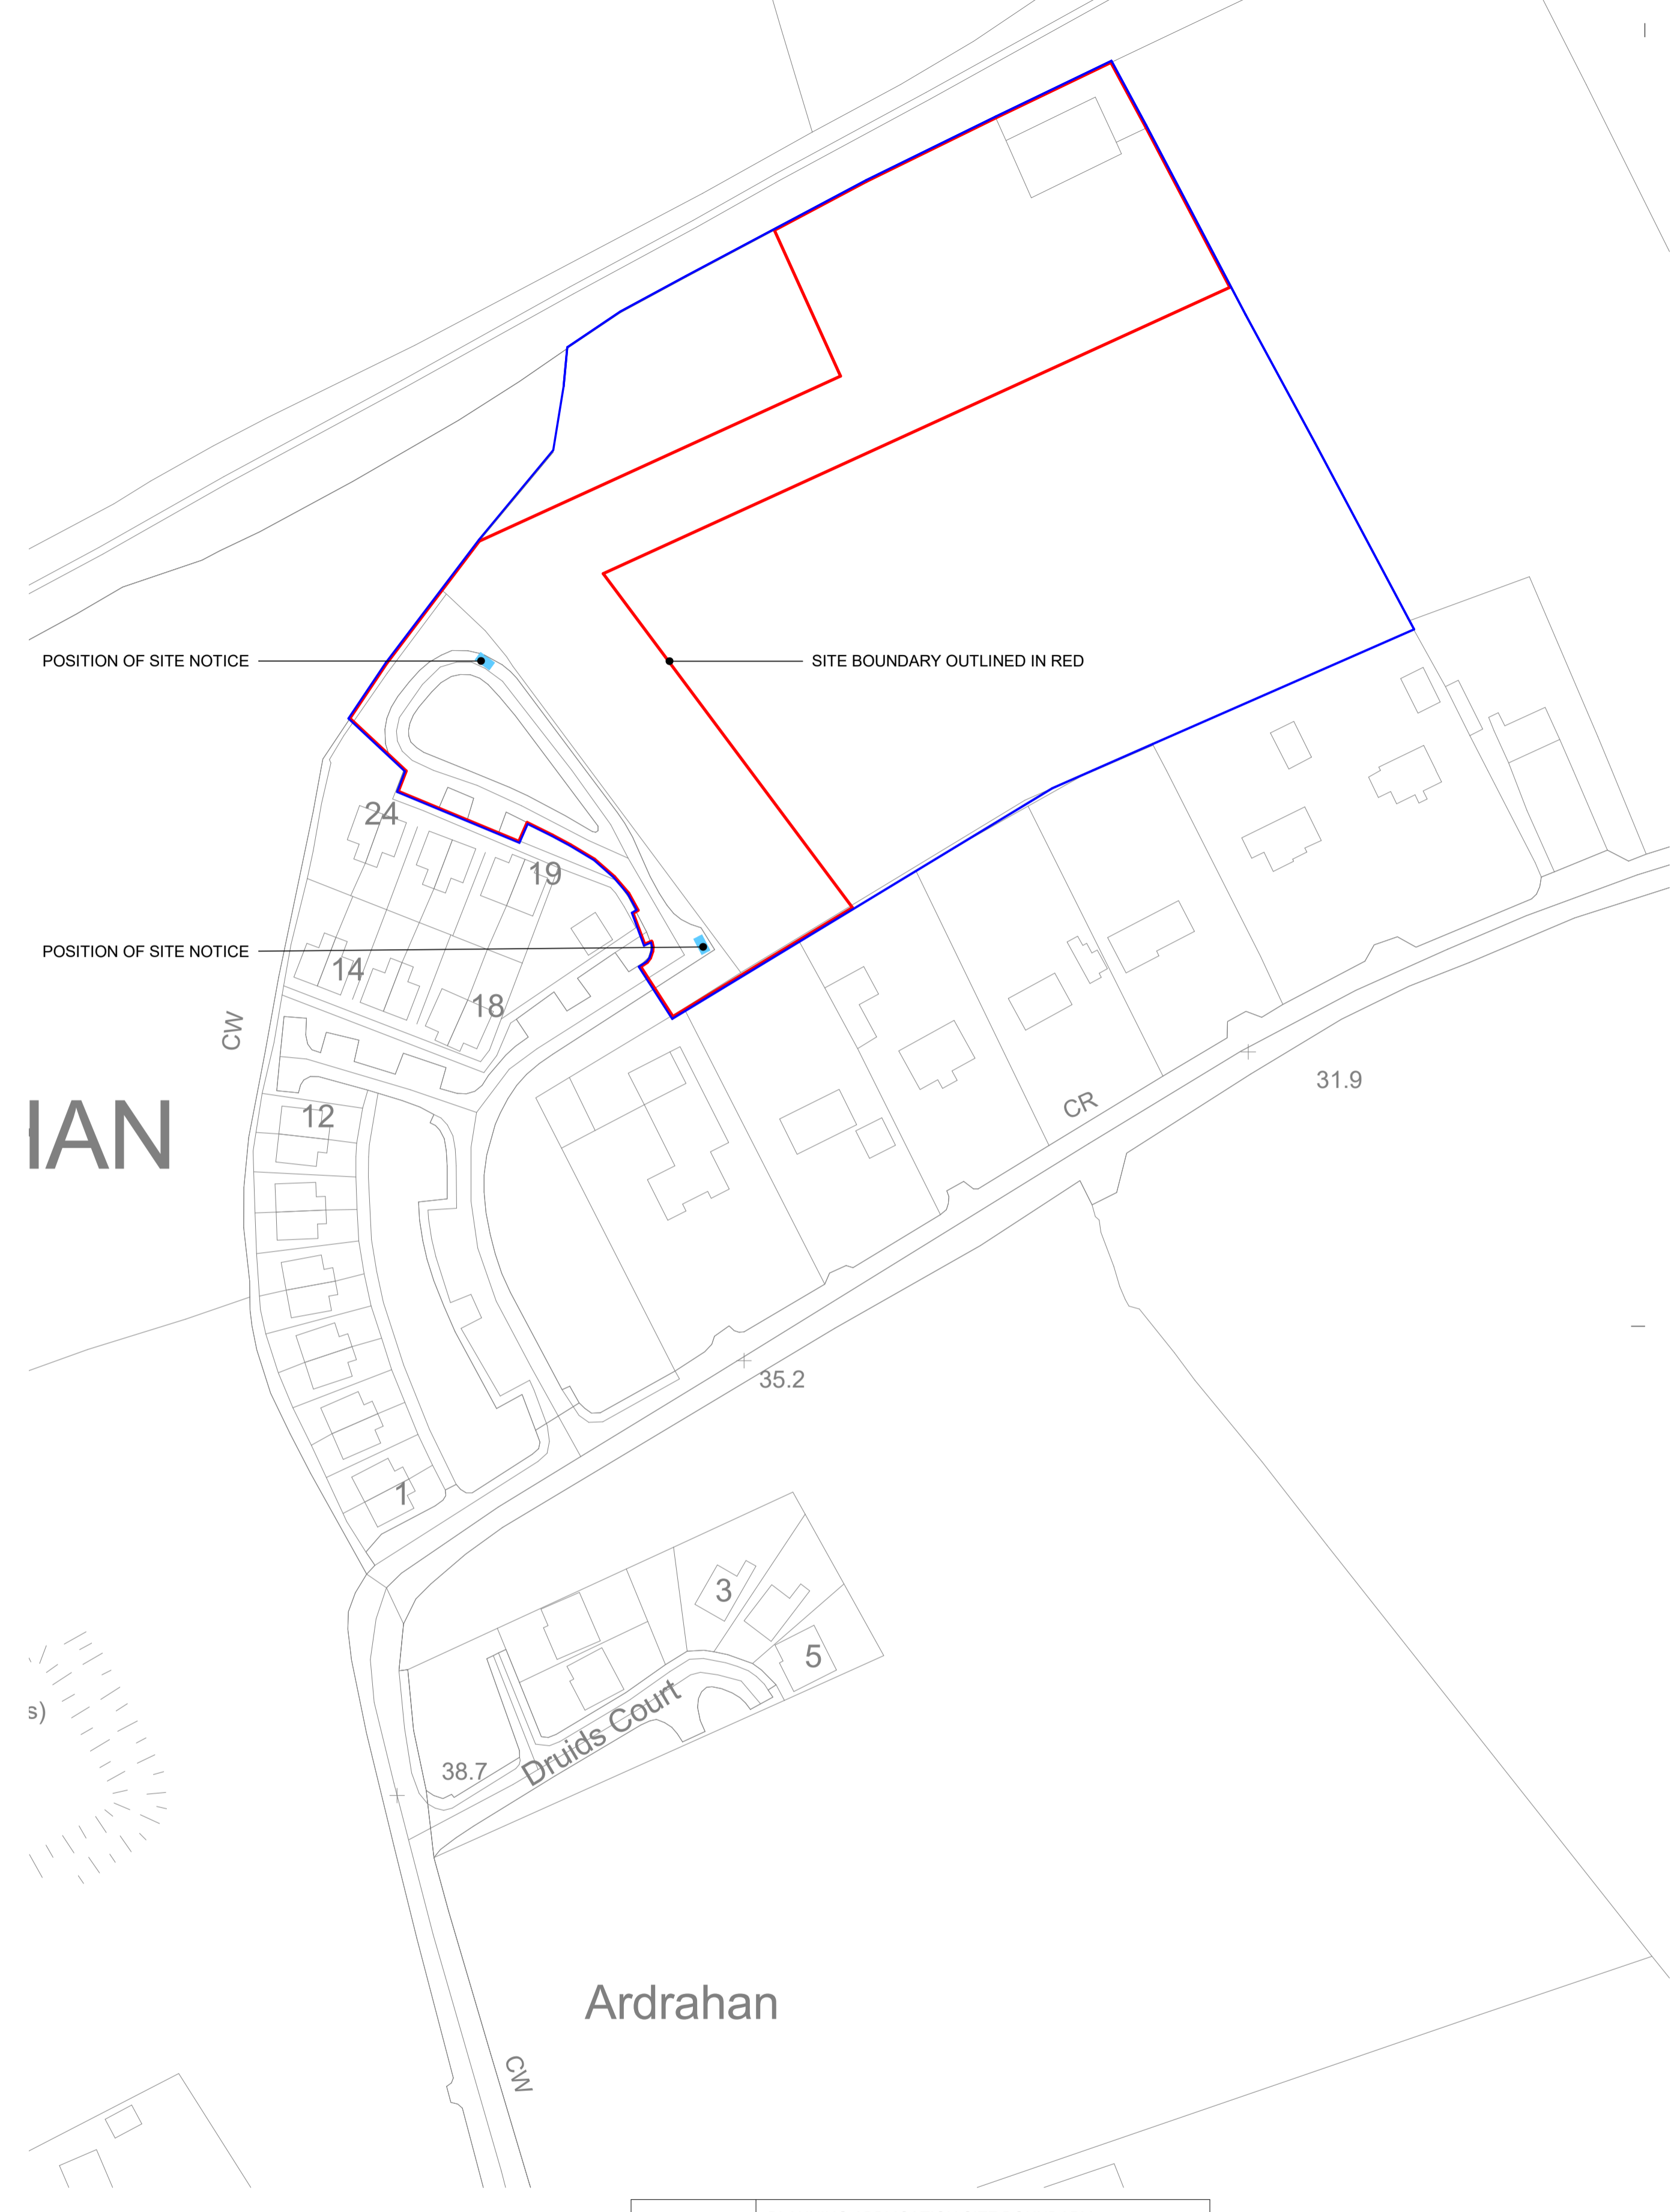 POSITION OF SITE NOTICE
SITE BOUNDARY OUTLINED IN RED
24
19
POSITION OF SITE NOTICE
14
18
CW
31.9
CR
12
IAN
35.2
1
3
5
s)
Druids Court
38.7
Ardrahan
CW